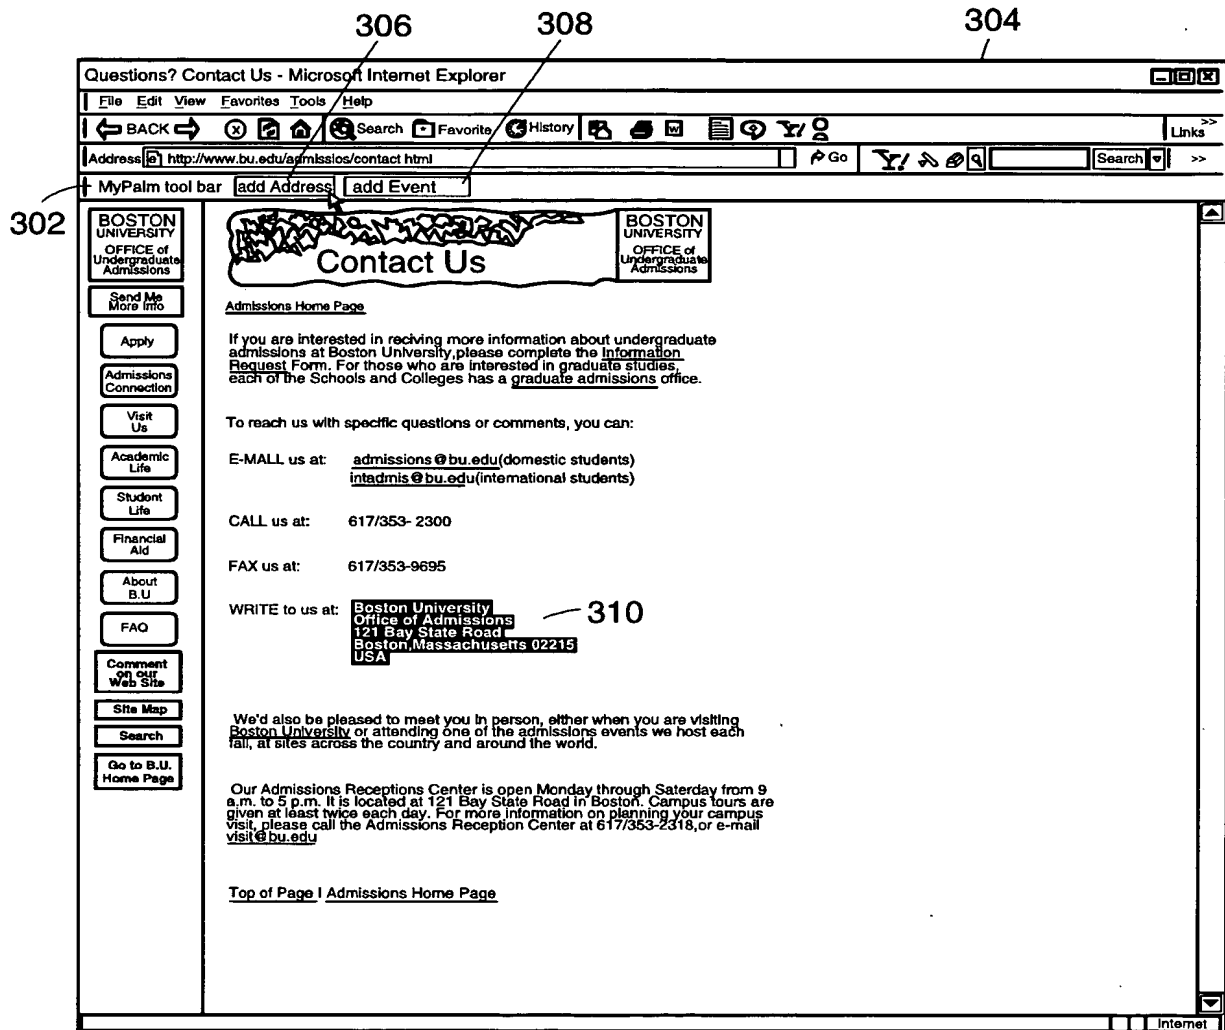 306
308
304
Questions? Contact Us - Microsoft Internet Explorer
File Edit View Favorites Tools Help
BACK Search Favorite History W Y! Links >>
Address e http://www.bu.edu/admissios/contact html Go Y! Search >>
302
MyPalm tool bar add Address add Event
BOSTON
UNIVERSITY
OFFICE of
Undergraduate
Admissions
Send Me
More Info
Apply
Admissions
Connection
Visit
Us
Academic
Life
Student
Life
Financial
Aid
About
B.U
FAQ
Comment
on our
Web Site
Site Map
Search
Go to B.U.
Home Page
Contact Us
BOSTON
UNIVERSITY
OFFICE of
Undergraduate
Admissions
Admissions Home Page
If you are interested in reciving more information about undergraduate
admissions at Boston University,please complete the Information
Request Form. For those who are interested in graduate studies,
each of the Schools and Colleges has a graduate admissions office.
To reach us with specific questions or comments, you can:
E-MALL us at: admissions@bu.edu(domestic students)
intadmis@bu.edu(international students)
CALL us at: 617/353- 2300
FAX us at: 617/353-9695
WRITE to us at: Boston University
Office of Admissions
121 Bay State Road
Boston,Massachusetts 02215
USA
310
We'd also be pleased to meet you in person, either when you are visiting
Boston University or attending one of the admissions events we host each
fall, at sites across the country and around the world.
Our Admissions Receptions Center is open Monday through Saterday from 9
a.m. to 5 p.m. It is located at 121 Bay State Road in Boston. Campus tours are
given at least twice each day. For more information on planning your campus
visit, please call the Admissions Reception Center at 617/353-2318,or e-mail
visit@bu.edu
Top of Page I Admissions Home Page
Internet